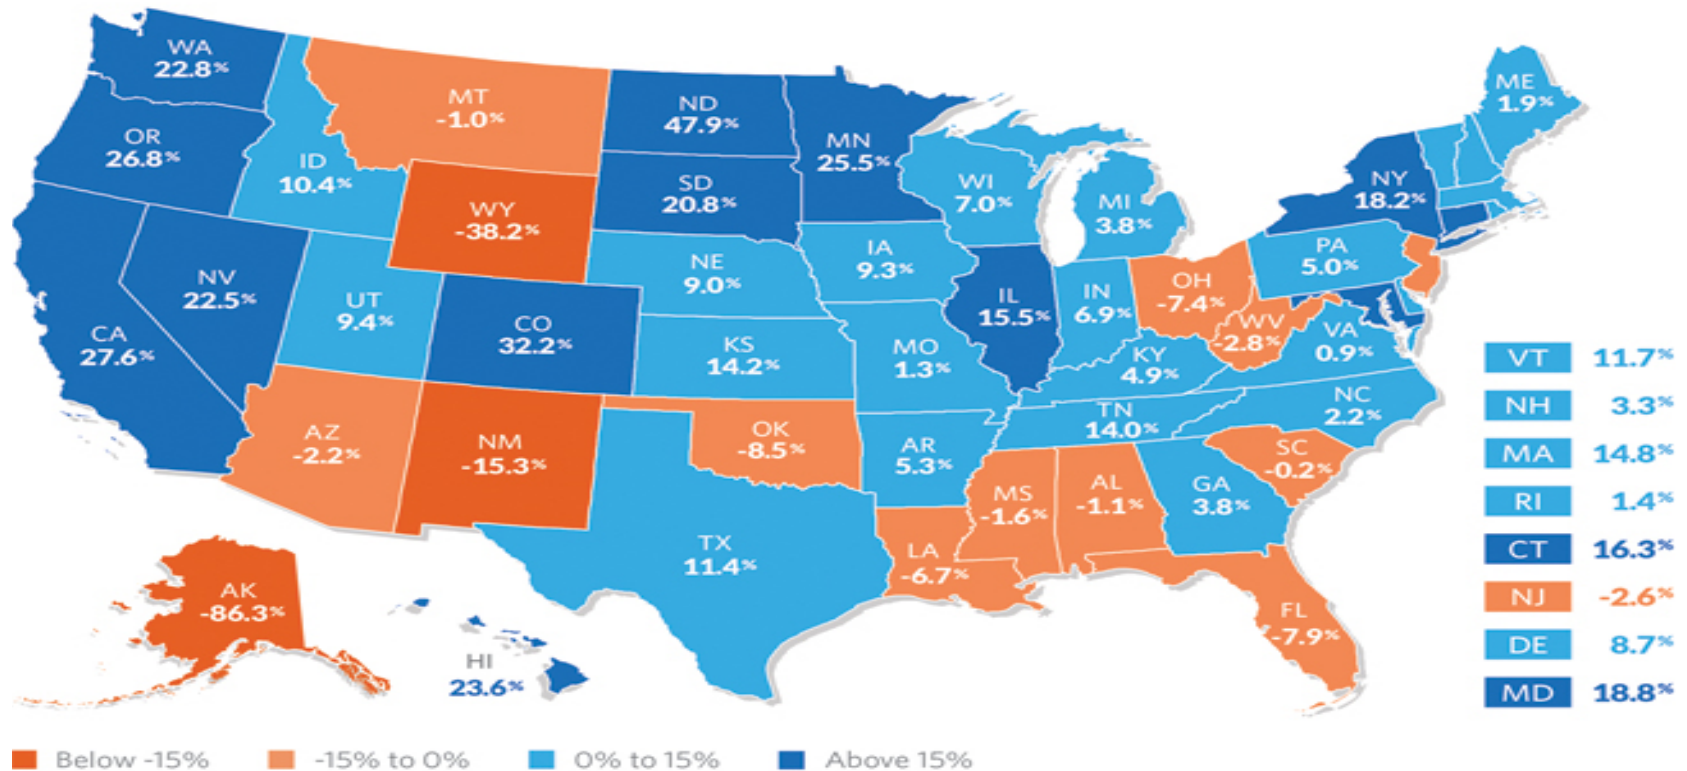 WA
22.8%
OR
26.8%
CA
27.6%
NV
22.5%
ID
10.4%
MT
-1.0%
WY
-38.2%
UT
9.4%
CO
32.2%
AZ
-2.2%
NM
-15.3%
ND
47.9%
SD
20.8%
NE
9.0%
KS
14.2%
OK
-8.5%
TX
11.4%
MN
25.5%
IA
9.3%
MO
1.3%
AR
5.3%
LA
-6.7%
WI
7.0%
IL
15.5%
MI
3.8%
IN
6.9%
OH
-7.4%
KY
4.9%
TN
14.0%
MS
-1.6%
AL
-1.1%
GA
3.8%
FL
-7.9%
SC
-0.2%
NC
2.2%
VA
0.9%
WV
-2.8%
PA
5.0%
NY
18.2%
ME
1.9%
AK
-86.3%
HI
23.6%
VT 11.7%
NH 3.3%
MA 14.8%
RI 1.4%
CT 16.3%
NJ -2.6%
DE 8.7%
MD 18.8%
Below -15% -15% to 0% 0% to 15% Above 15%